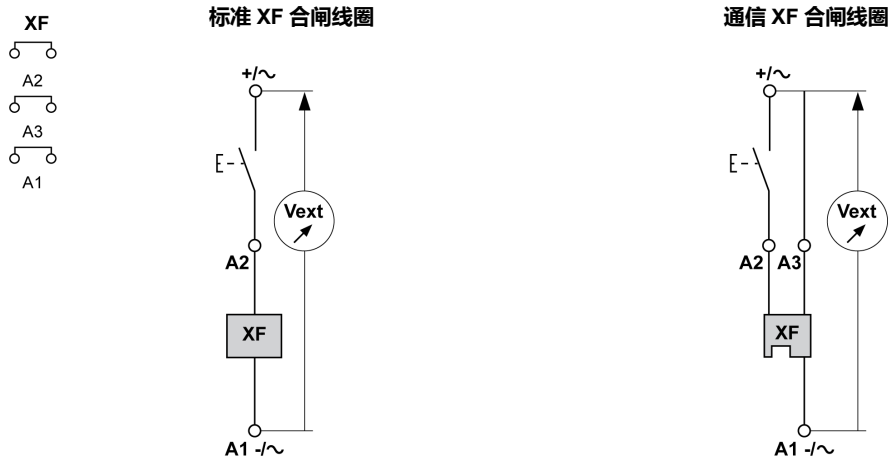 XF
A2
A3
A1
标准 XF 合闸线圈
+/~
Vext
A2
XF
A1 -/~
通信 XF 合闸线圈
+/~
Vext
A2 A3
XF
A1 -/~